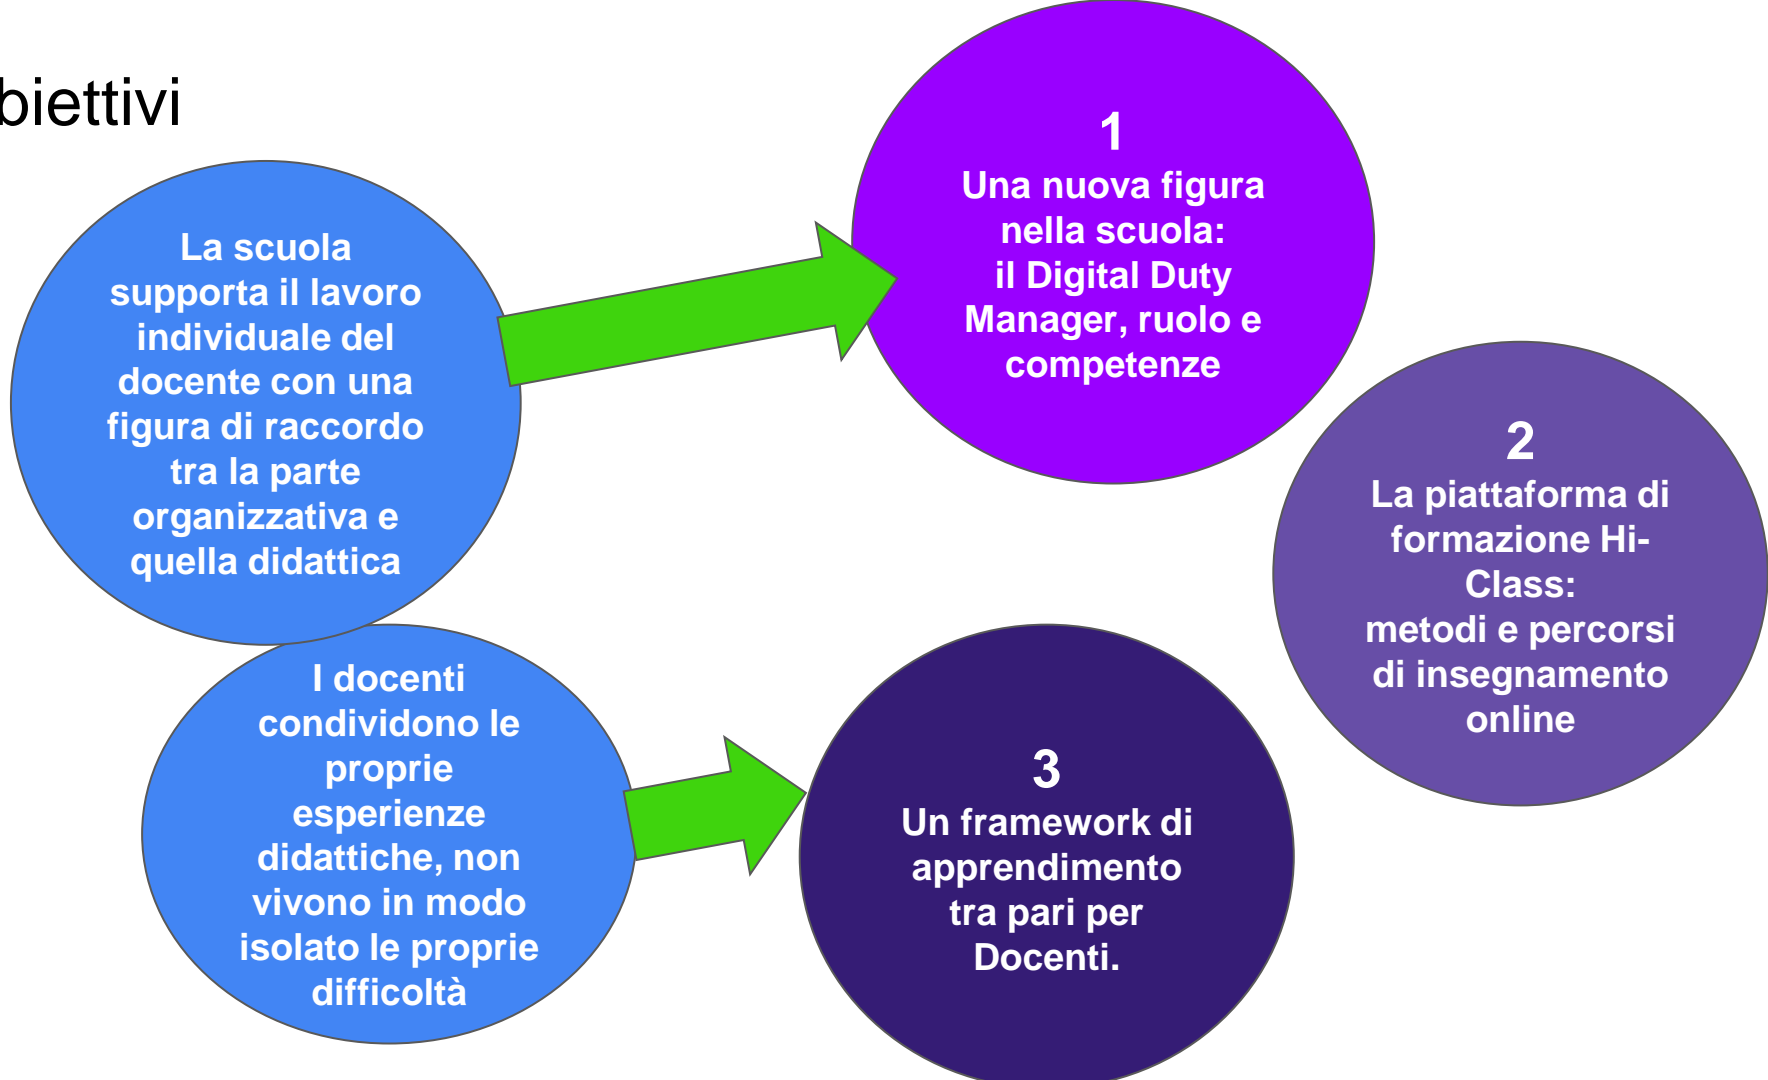 biettivi
La scuola
supporta il lavoro
individuale del
docente con una
figura di raccordo
tra la parte
organizzativa e
quella didattica
1
Una nuova figura
nella scuola:
il Digital Duty
Manager, ruolo e
competenze
2
La piattaforma di
formazione Hi-
Class:
metodi e percorsi
di insegnamento
online
I docenti
condividono le
proprie
esperienze
didattiche, non
vivono in modo
isolato le proprie
difficoltà
3
Un framework di
apprendimento
tra pari per
Docenti.